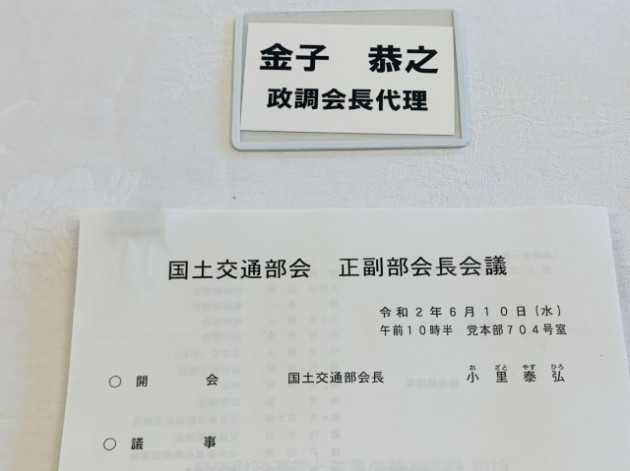 金子　恭之
政調会長代理
国土交通部会　正副部会長会議
令和２年６月１０日（水）
午前１０時半　党本部７０４号室
お ざと やす ひろ
○ 開　　会　　国土交通部会長　　小 里 泰 弘
○ 議　　事